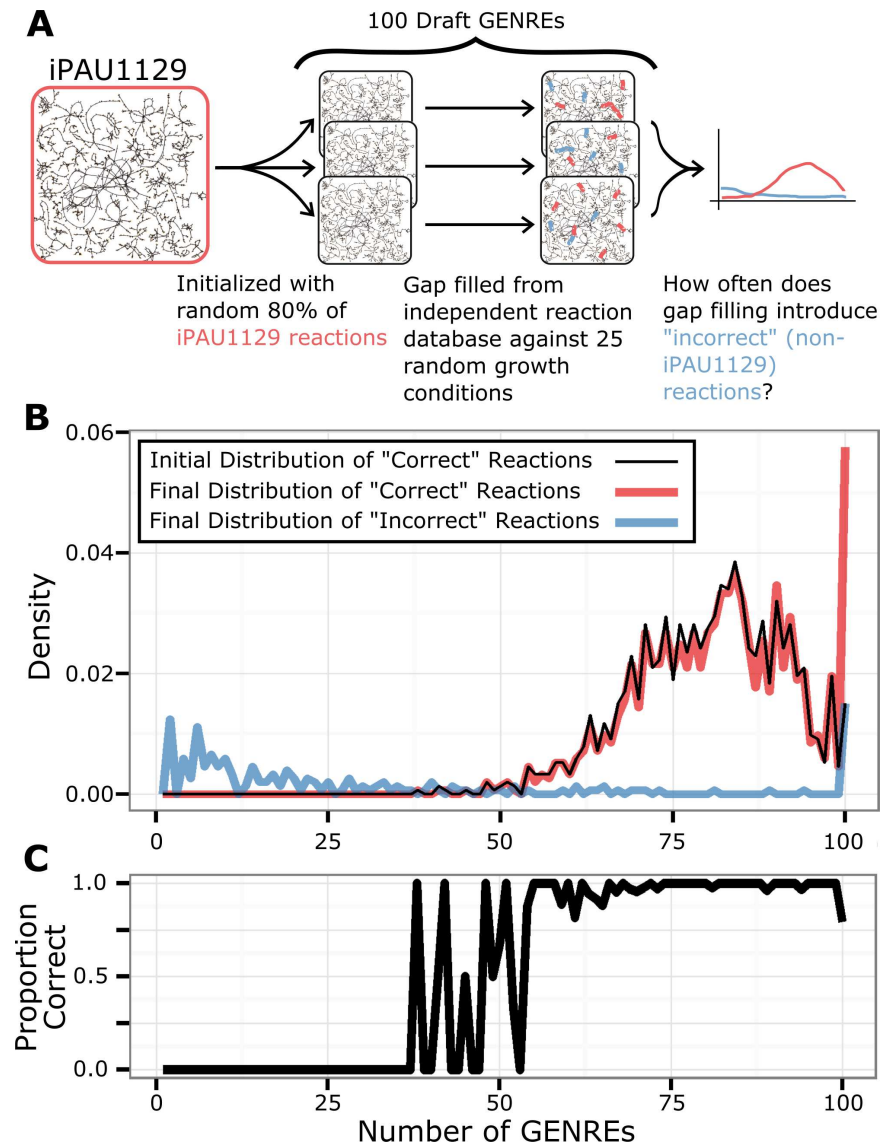 A
100 Draft GENREs
iPAU1129
Initialized with
random 80% of
iPAU1129 reactions
Gap filled from
independent reaction
database against 25
random growth
conditions
How often does
gap filling introduce
"incorrect" (non-
iPAU1129)
reactions?
B
0.06
0.04
0.02
0.00
Density
Initial Distribution of "Correct" Reactions
Final Distribution of "Correct" Reactions
Final Distribution of "Incorrect" Reactions
0 25 50 75 100
C
1.0
0.5
0.0
Proportion
Correct
0 25 50 75 100
Number of GENREs